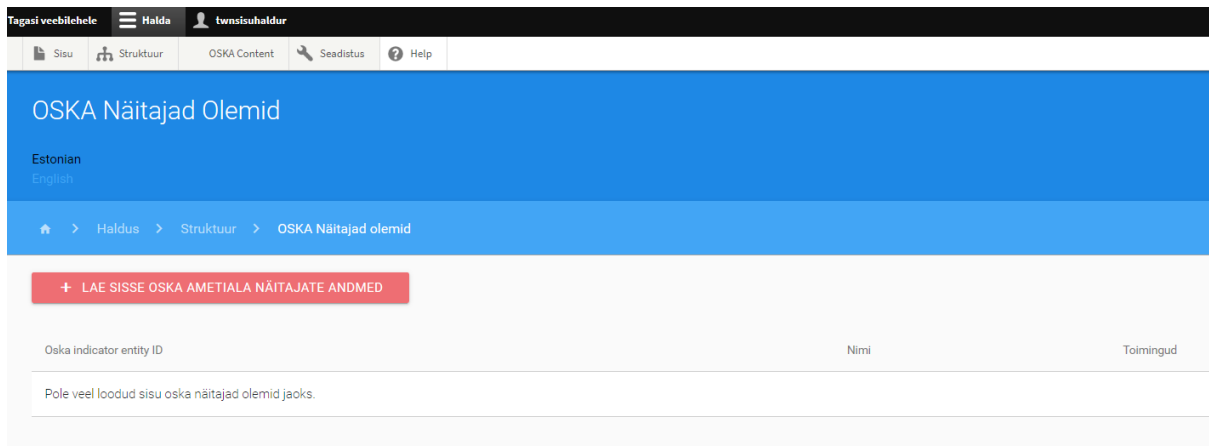 Tagasi veebilehele Halda twnsisuhaldur
Sisu Struktuur OSKA Content Seadistus Help
OSKA Näitajad Olemid
Estonian
English
Haldus > Struktuur > OSKA Näitajad olemid
+ LAE SISSE OSKA AMETIALA NÄITAJATE ANDMED
Oska indicator entity ID Nimi Toimingud
Pole veel loodud sisu oska näitajad olemid jaoks.